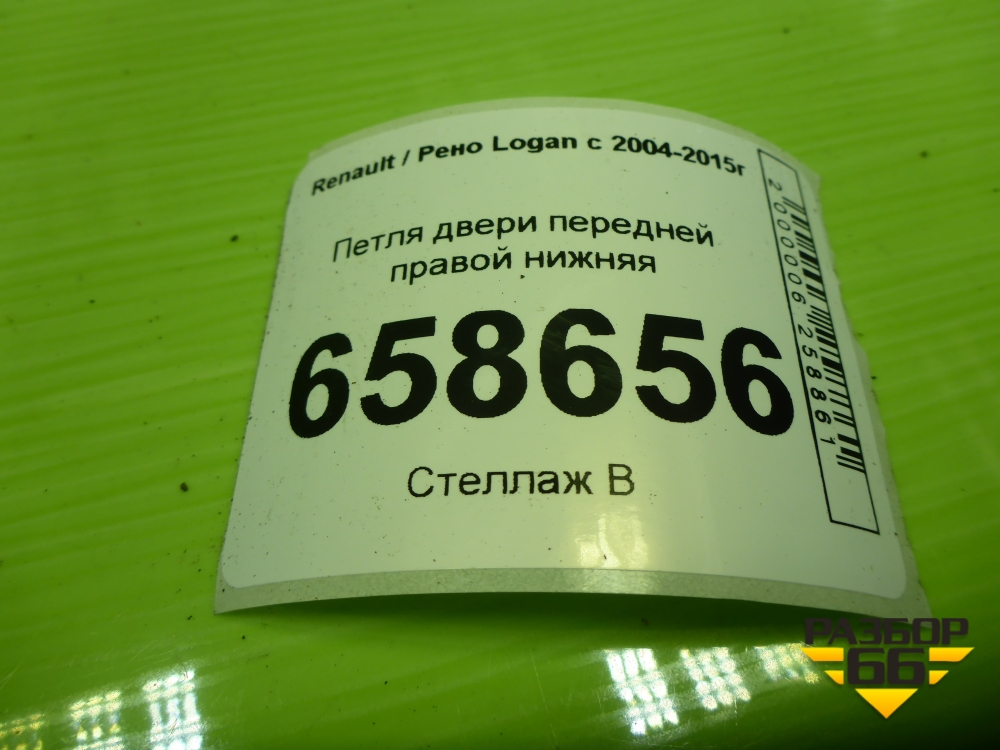 Renault / Рено Logan с 2004-2015г
Петля двери передней
правой нижняя
658656
Стеллаж В
2000006258861
РАЗБОР
66